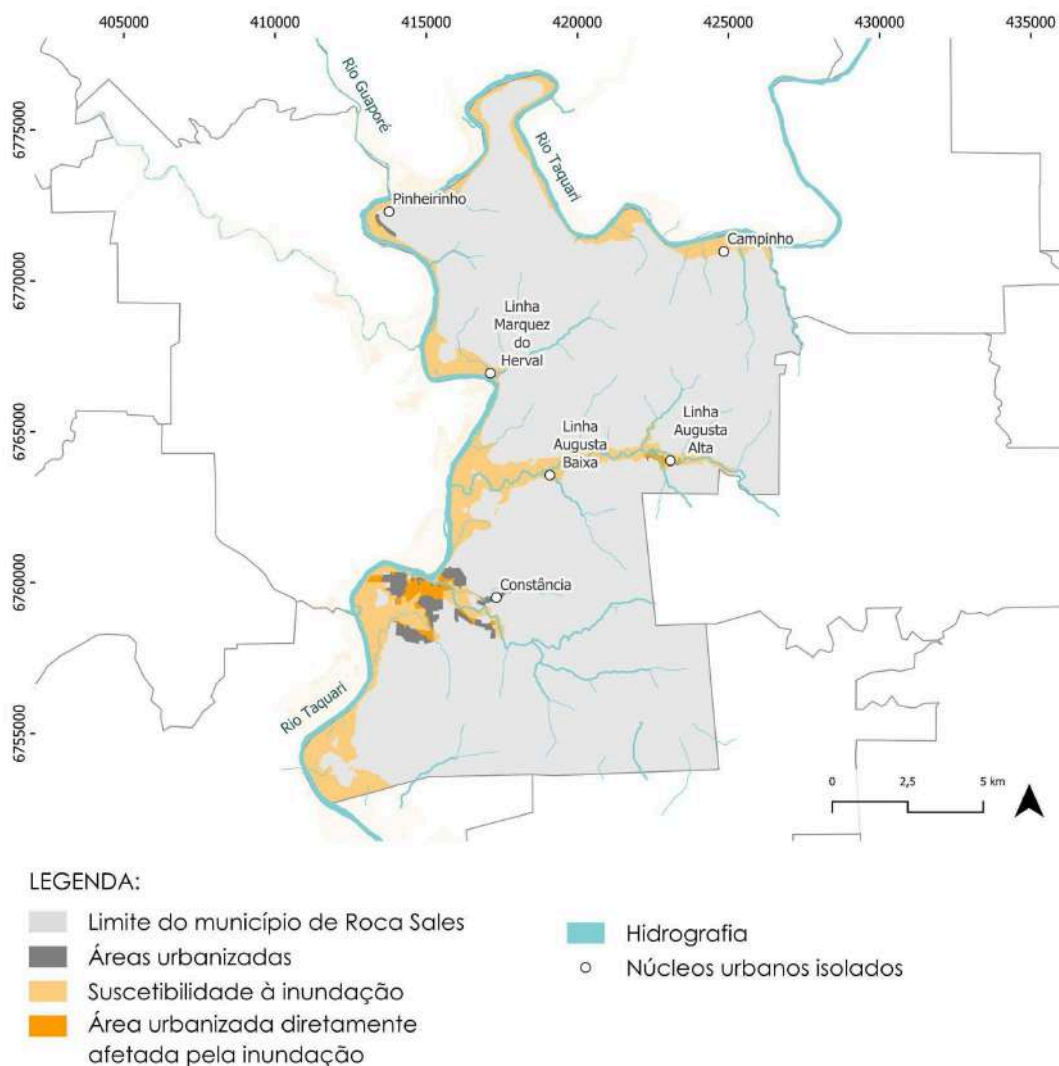 405000
410000
415000
420000
425000
430000
435000
6775000
6770000
6765000
6760000
6755000
Rio Guaporé
Rio Taquari
Pinheirinho
Campinho
Linha
Marquez
do
Herval
Linha
Augusta
Baixa
Linha
Augusta
Alta
Constância
Rio Taquari
0
2,5
5 km
LEGENDA:
Limite do município de Roca Sales
Áreas urbanizadas
Suscetibilidade à inundação
Área urbanizada diretamente
afetada pela inundação
Hidrografia
Núcleos urbanos isolados